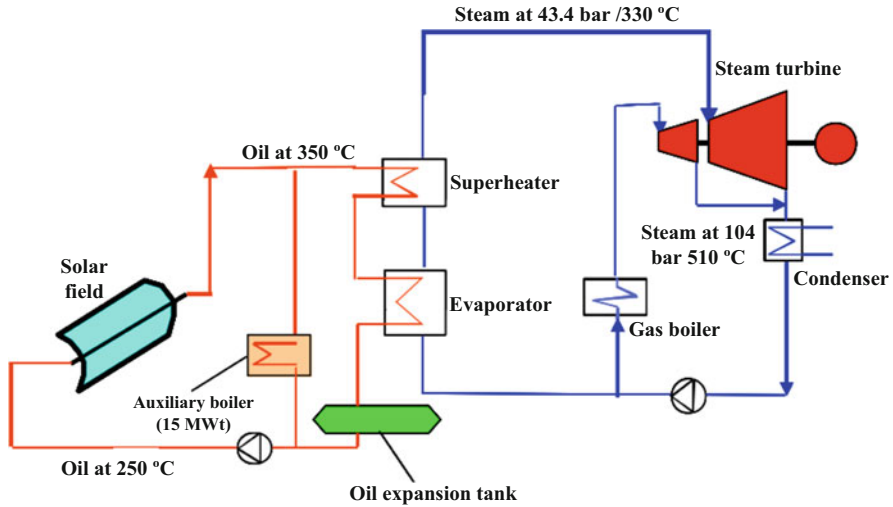 Steam at 43.4 bar /330 ºC
Steam turbine
Oil at 350 ºC
Superheater
Steam at 104
bar 510 ºC
Solar
field
Condenser
Evaporator
Gas boiler
Auxiliary boiler
(15 MWt)
Oil at 250 ºC
Oil expansion tank